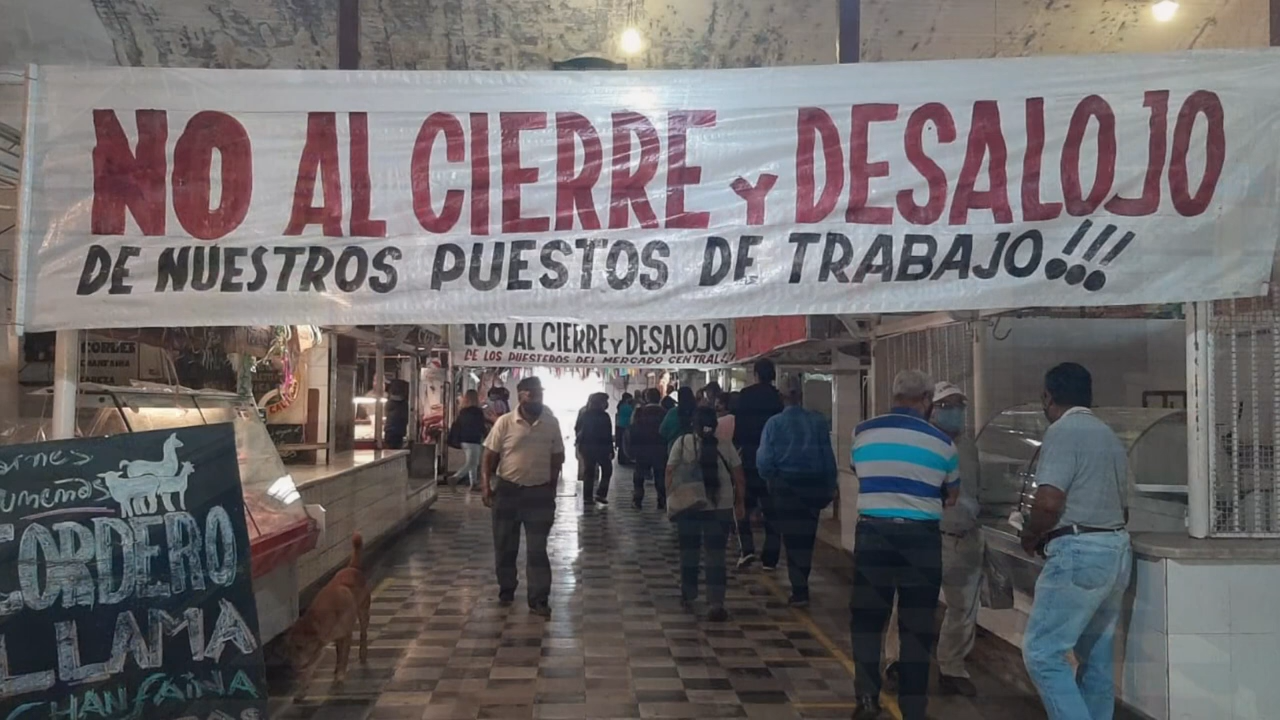 NO AL CIERRE Y DESALOJO
DE NUESTROS PUESTOS DE TRABAJO!!!
NO AL CIERRE Y DESALOJO
DE LOS PUESTEROS DEL MERCADO CENTRAL!!
CORDERO
LLAMA
CHANFAINA